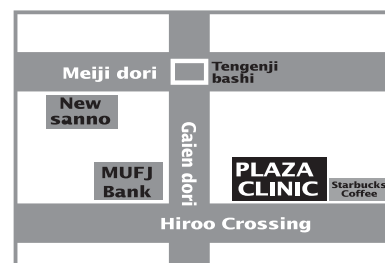 Meiji dori
Tengenji
bashi
New
sanno
Gaien dori
MUFJ
Bank
PLAZA
CLINIC
Starbucks
Coffee
Hiroo Crossing